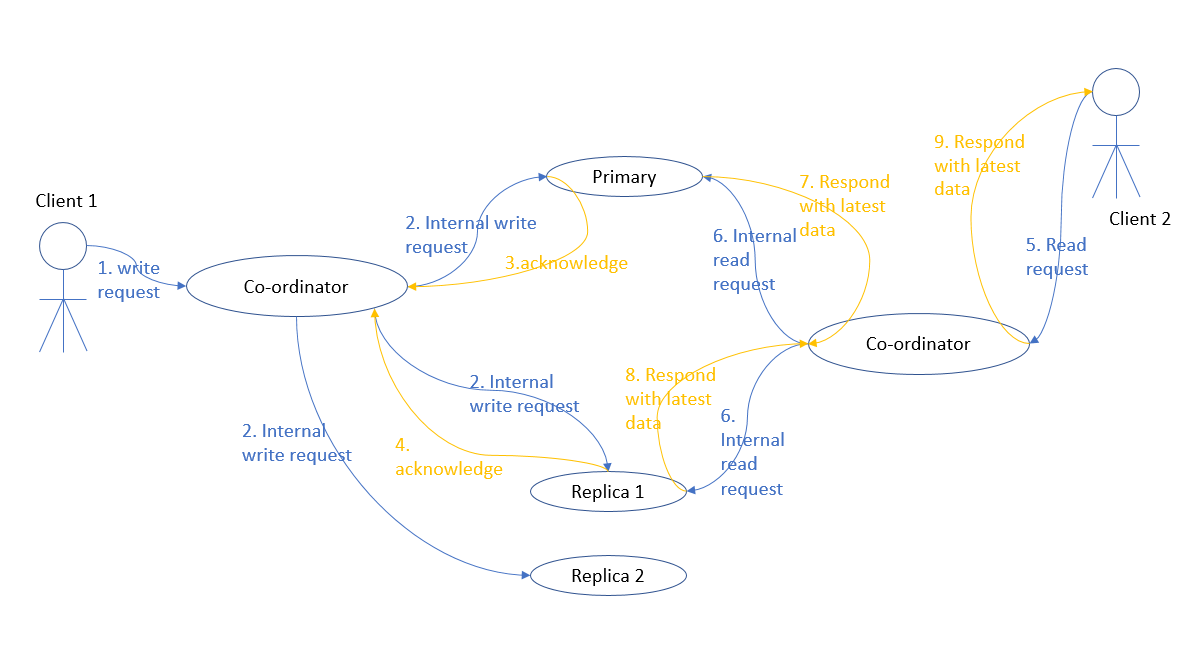 Client 1
1. write
request
Co-ordinator
2. Internal write
request
3.acknowledge
Primary
2. Internal
write request
4.
acknowledge
Replica 1
2. Internal
write request
Replica 2
Client 2
5. Read
request
Co-ordinator
6. Internal
read
request
6.
Internal
read
request
7. Respond
with latest
data
8. Respond
with latest
data
9. Respond
with latest
data